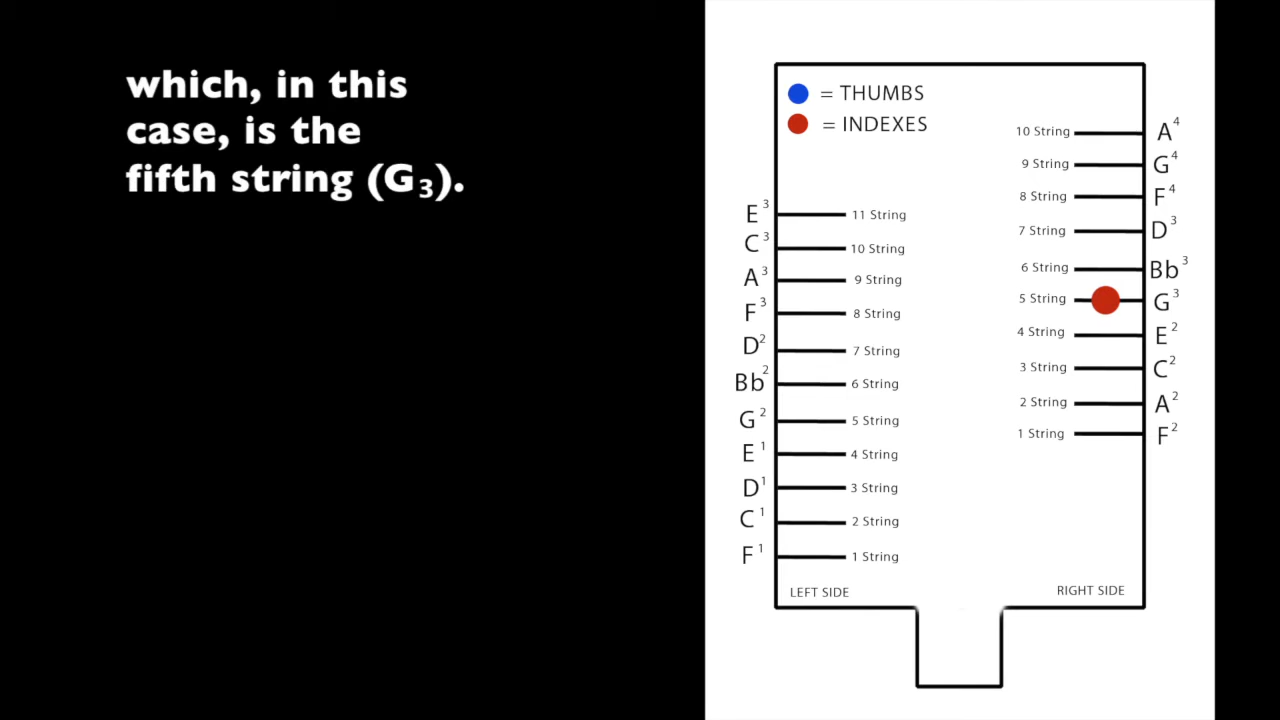 which, in this
case, is the
fifth string (G₃).
= THUMBS
= INDEXES
E³ 11 String
C³ 10 String
A³ 9 String
F³ 8 String
D² 7 String
Bb² 6 String
G² 5 String
E¹ 4 String
D¹ 3 String
C¹ 2 String
F¹ 1 String
LEFT SIDE
10 String A⁴
9 String G⁴
8 String F⁴
7 String D³
6 String Bb³
5 String G³
4 String E²
3 String C²
2 String A²
1 String F²
RIGHT SIDE